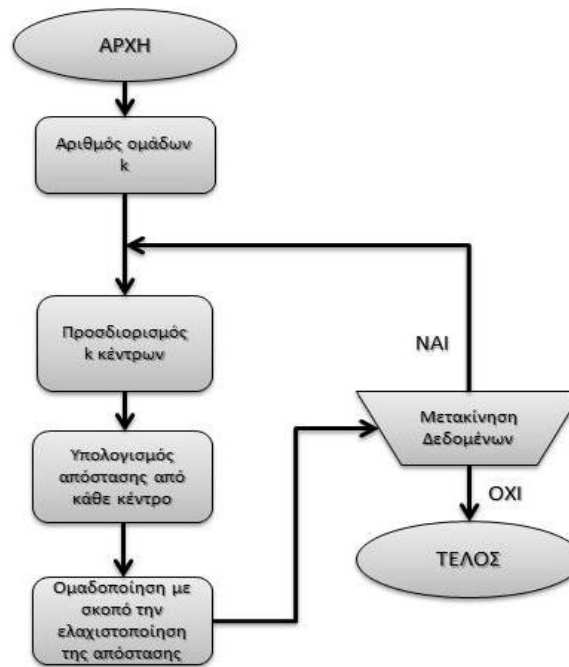 ΑΡΧΗ
Αριθμός ομάδων
k
Προσδιορισμός
k κέντρων
Υπολογισμός
απόστασης από
κάθε κέντρο
Ομαδοποίηση με
σκοπό την
ελαχιστοποίηση
της απόστασης
ΝΑΙ
Μετακίνηση
Δεδομένων
ΟΧΙ
ΤΕΛΟΣ